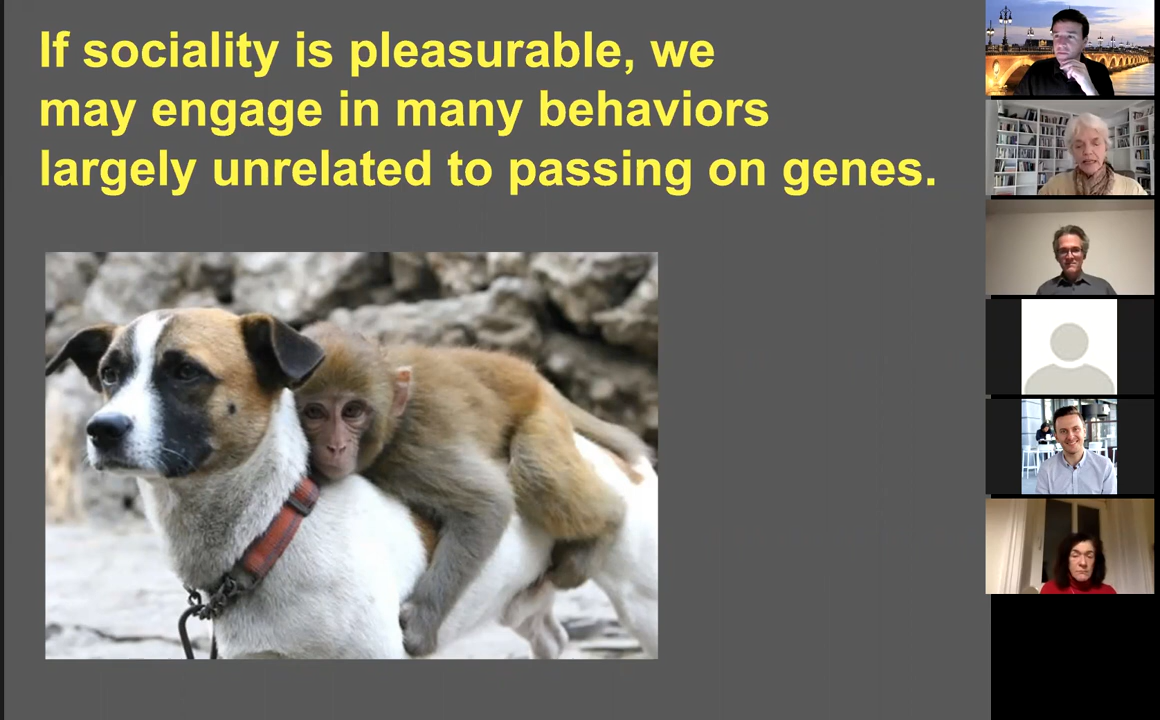 If sociality is pleasurable, we
may engage in many behaviors
largely unrelated to passing on genes.